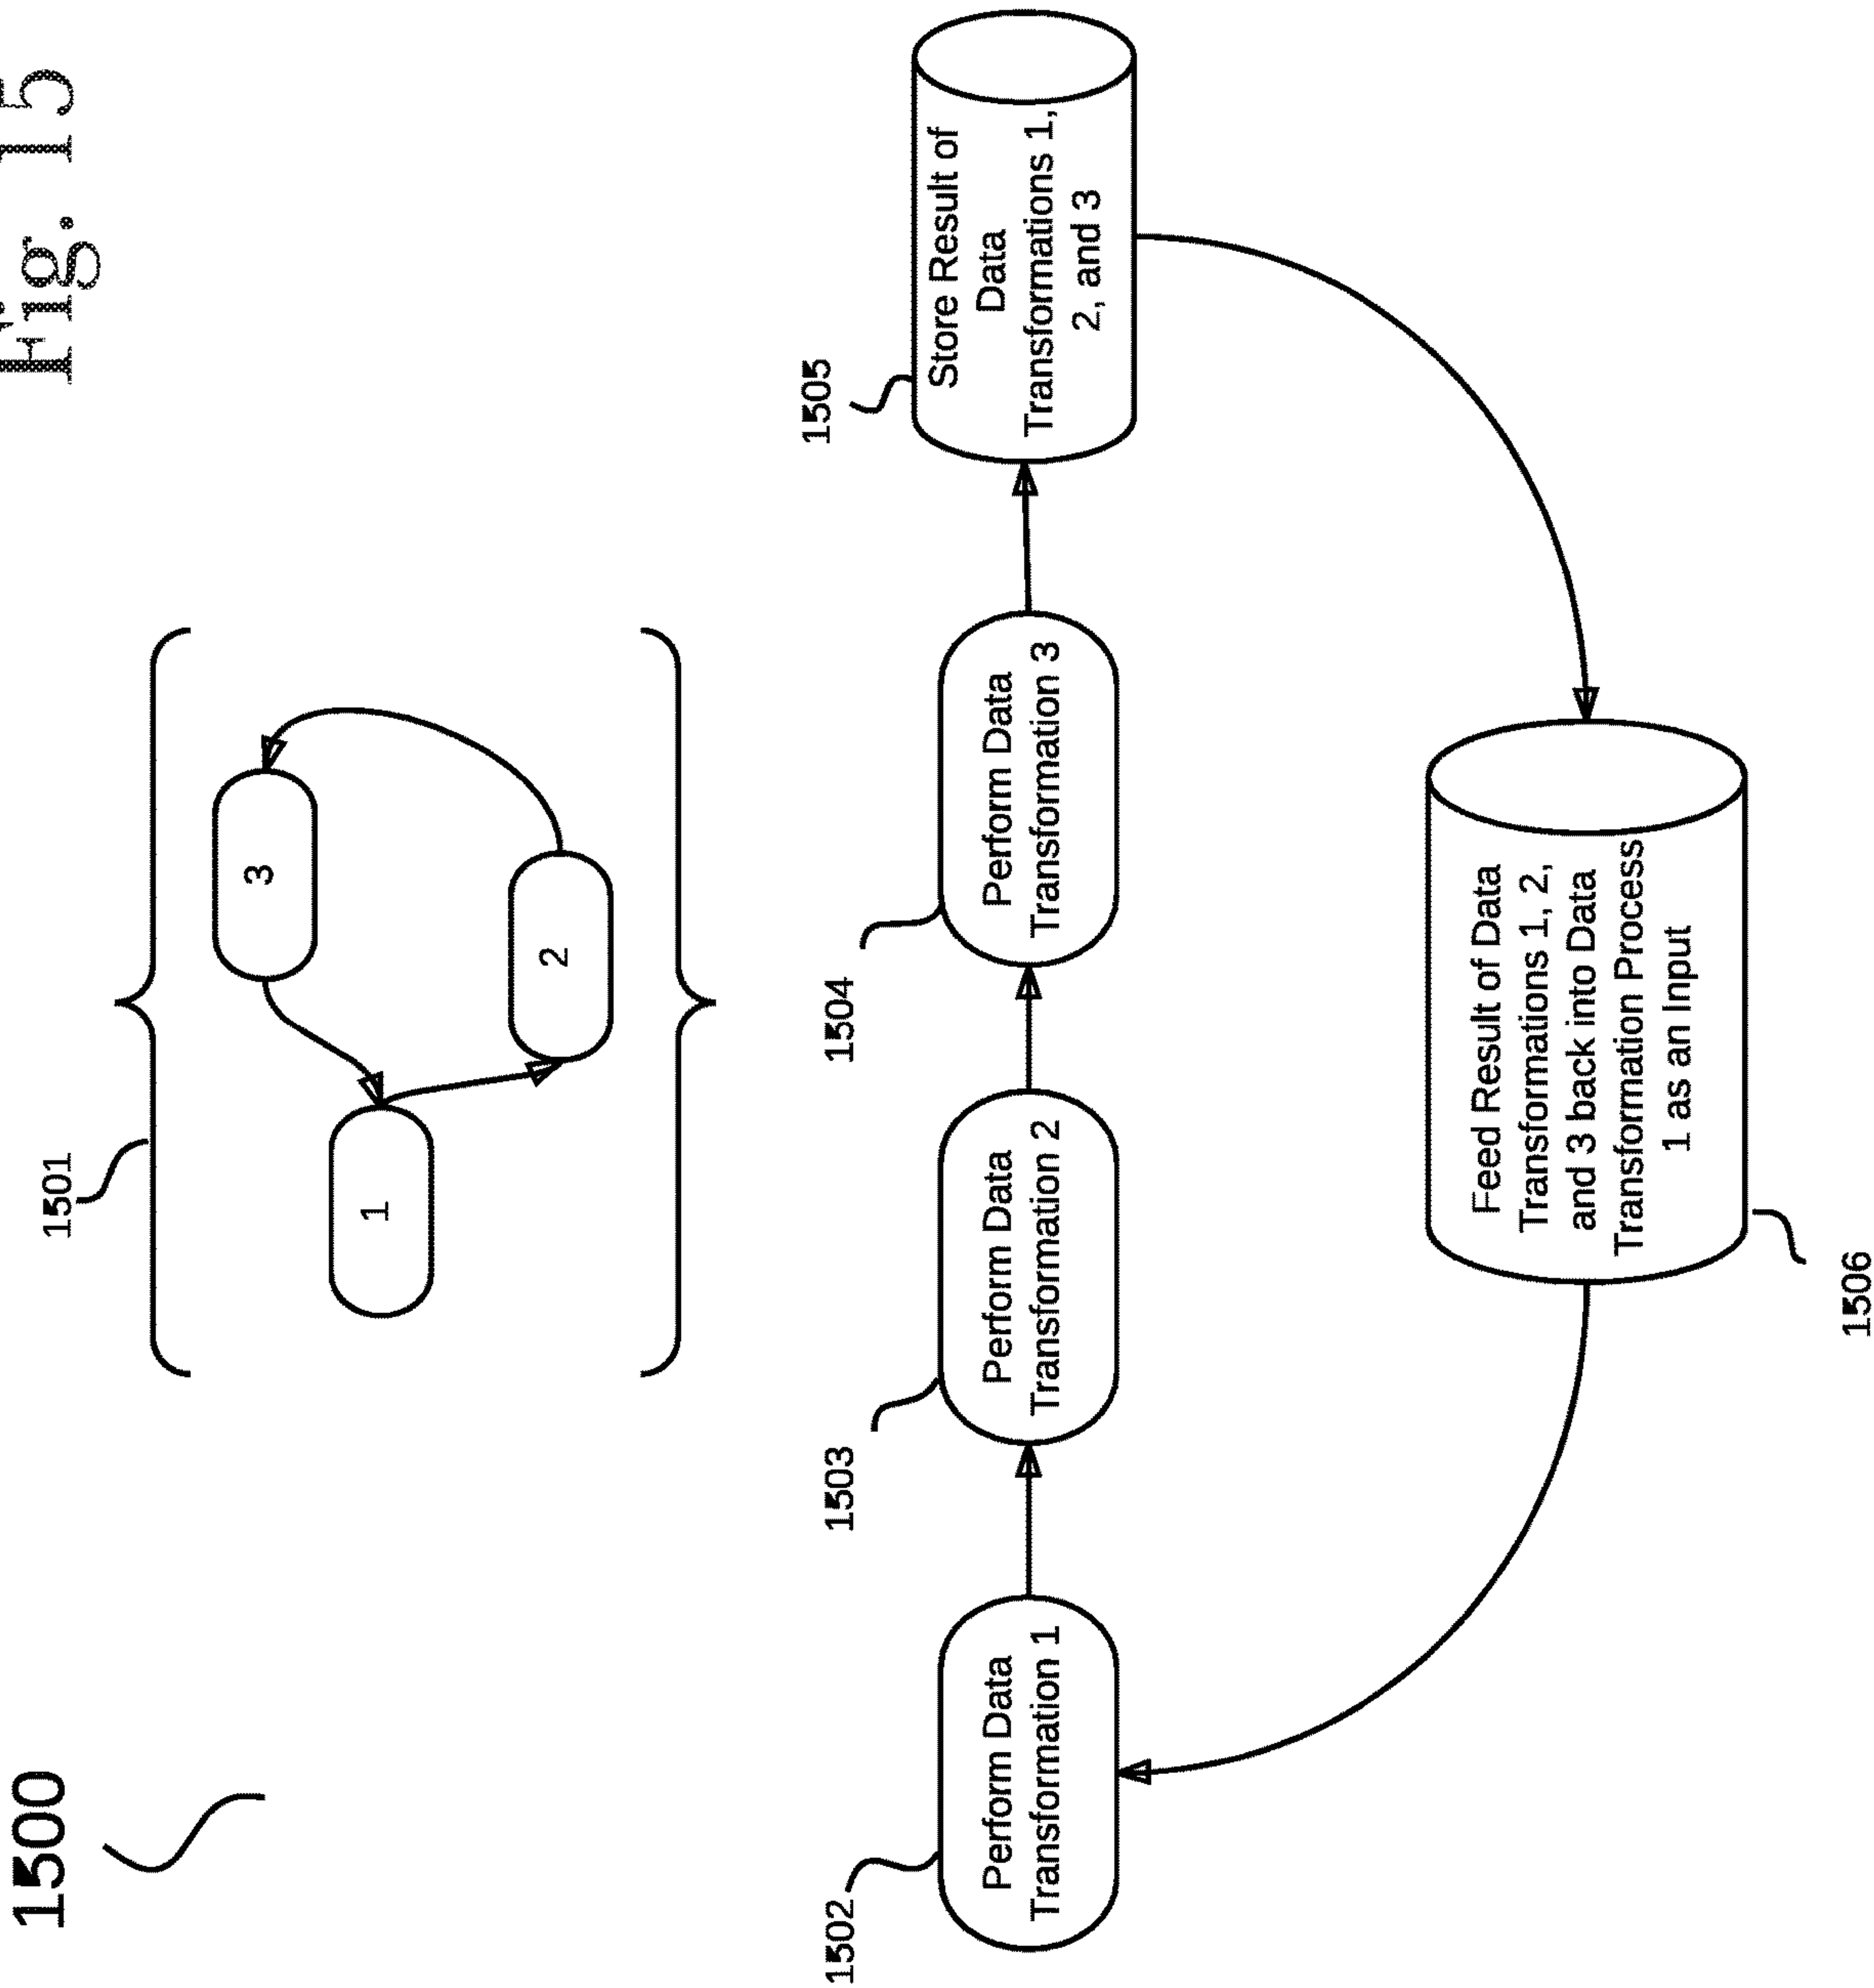 Fig. 15
1500
1501
1
2
3
1502
Perform Data
Transformation 1
1503
Perform Data
Transformation 2
1504
Perform Data
Transformation 3
1505
Store Result of
Data
Transformations 1,
2, and 3
Feed Result of Data
Transformations 1, 2,
and 3 back into Data
Transformation Process
1 as an Input
1506